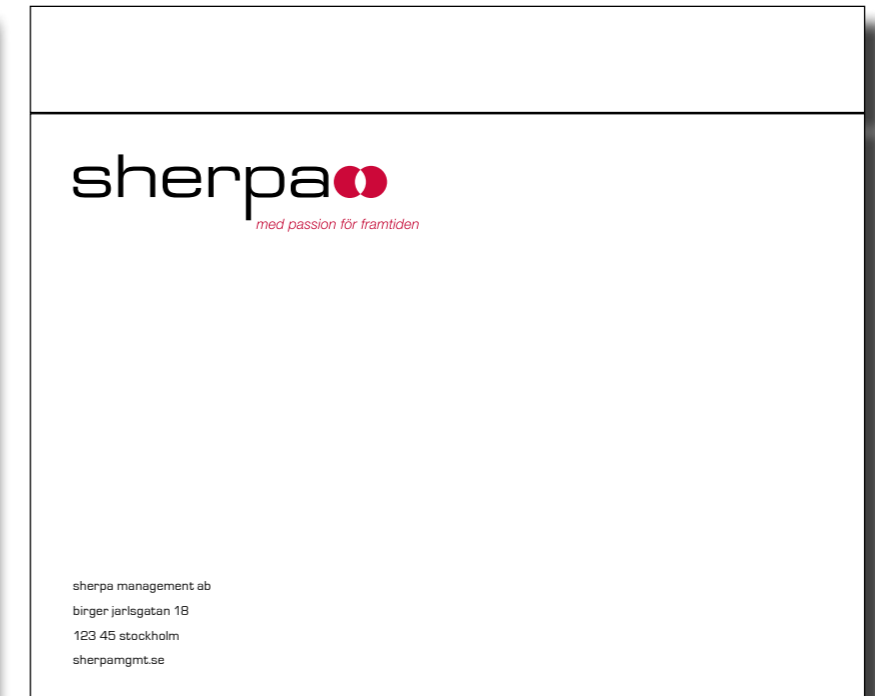 sherpa
med passion för framtiden
sherpa management ab
birger jarlsgatan 18
123 45 stockholm
sherpamgmt.se